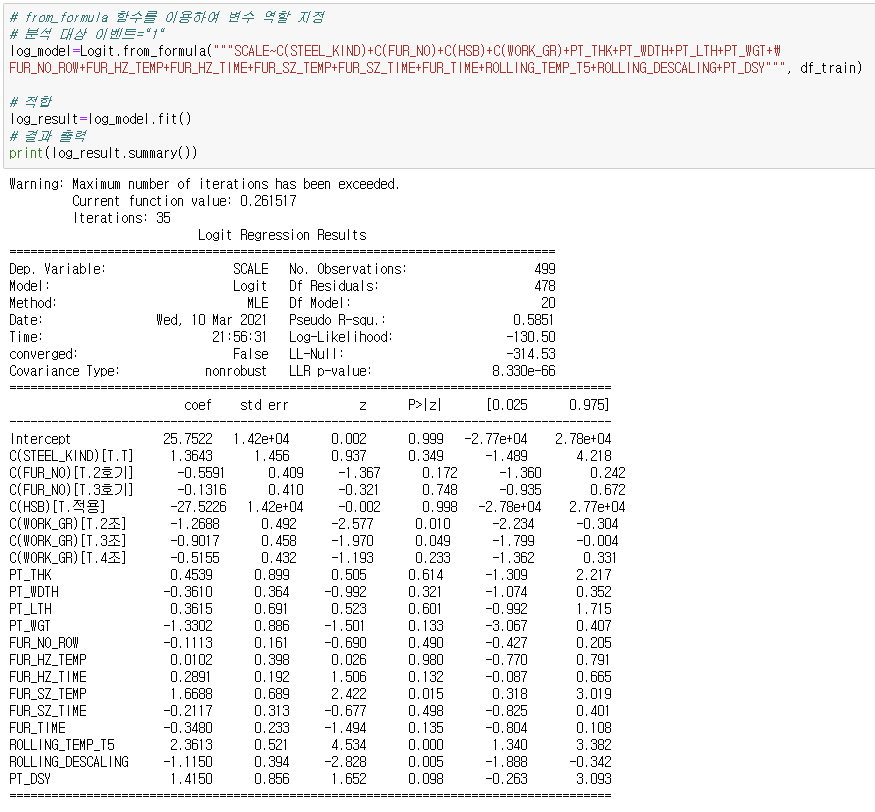 # from_formula 함수를 이용하여 변수 역할 지정
# 분석 대상 이벤트="1"
log_model=Logit.from_formula("""SCALE~C(STEEL_KIND)+C(FUR_NO)+C(HSB)+C(WORK_GR)+PT_THK+PT_WDTH+PT_LTH+PT_WGT+₩
FUR_NO_ROW+FUR_HZ_TEMP+FUR_HZ_TIME+FUR_SZ_TEMP+FUR_SZ_TIME+FUR_TIME+ROLLING_TEMP_T5+ROLLING_DESCALING+PT_DSY""", df_train)
# 적합
log_result=log_model.fit()
# 결과 출력
print(log_result.summary())
Warning: Maximum number of iterations has been exceeded.
Current function value: 0.261517
Iterations: 35
Logit Regression Results
==============================================================================
Dep. Variable: SCALE No. Observations: 499
Model: Logit Df Residuals: 478
Method: MLE Df Model: 20
Date: Wed, 10 Mar 2021 Pseudo R-squ.: 0.5851
Time: 21:56:31 Log-Likelihood: -130.50
converged: False LL-Null: -314.53
Covariance Type: nonrobust LLR p-value: 8.330e-66
======================================================================================
coef std err z P>|z| [0.025 0.975]
--------------------------------------------------------------------------------------
Intercept 25.7522 1.42e+04 0.002 0.999 -2.77e+04 2.78e+04
C(STEEL_KIND)[T.T] 1.3643 1.456 0.937 0.349 -1.489 4.218
C(FUR_NO)[T.2호기] -0.5591 0.409 -1.367 0.172 -1.360 0.242
C(FUR_NO)[T.3호기] -0.1316 0.410 -0.321 0.748 -0.935 0.672
C(HSB)[T.적용] -27.5226 1.42e+04 -0.002 0.998 -2.78e+04 2.77e+04
C(WORK_GR)[T.2조] -1.2688 0.492 -2.577 0.010 -2.234 -0.304
C(WORK_GR)[T.3조] -0.9017 0.458 -1.970 0.049 -1.799 -0.004
C(WORK_GR)[T.4조] -0.5155 0.432 -1.193 0.233 -1.362 0.331
PT_THK 0.4539 0.899 0.505 0.614 -1.309 2.217
PT_WDTH -0.3610 0.364 -0.992 0.321 -1.074 0.352
PT_LTH 0.3615 0.691 0.523 0.601 -0.992 1.715
PT_WGT -1.3302 0.886 -1.501 0.133 -3.067 0.407
FUR_NO_ROW -0.1113 0.161 -0.690 0.490 -0.427 0.205
FUR_HZ_TEMP 0.0102 0.398 0.026 0.980 -0.770 0.791
FUR_HZ_TIME 0.2891 0.192 1.506 0.132 -0.087 0.665
FUR_SZ_TEMP 1.6688 0.689 2.422 0.015 0.318 3.019
FUR_SZ_TIME -0.2117 0.313 -0.677 0.498 -0.825 0.401
FUR_TIME -0.3480 0.233 -1.494 0.135 -0.804 0.108
ROLLING_TEMP_T5 2.3613 0.521 4.534 0.000 1.340 3.382
ROLLING_DESCALING -1.1150 0.394 -2.828 0.005 -1.888 -0.342
PT_DSY 1.4150 0.856 1.652 0.098 -0.263 3.093
======================================================================================